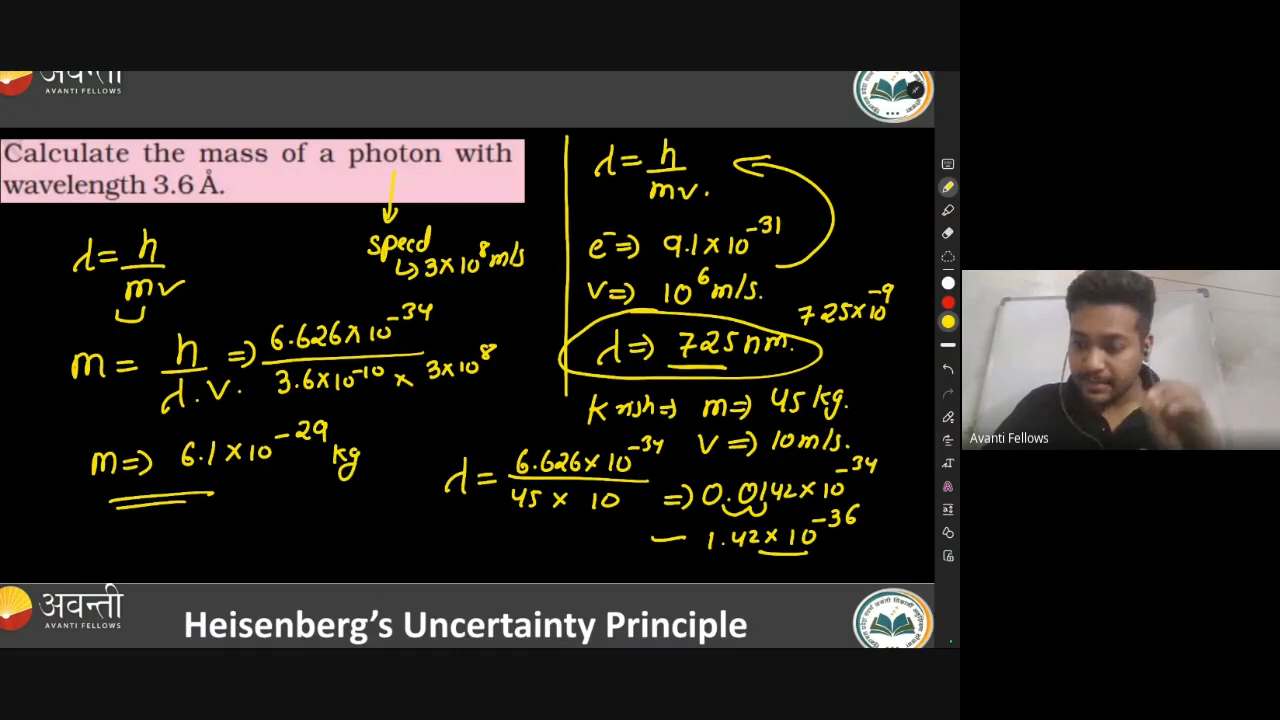 अवन्ती
AVANTI FELLOWS
Calculate the mass of a photon with
wavelength 3.6 Å.
speed
↳ 3×10⁸ m/s
λ = h/mv
m = h/λ.v. ⇒ 6.626×10⁻³⁴/3.6×10⁻¹⁰ × 3×10⁸
m ⇒ 6.1×10⁻²⁹ kg
λ = h/mv.
e⁻ ⇒ 9.1×10⁻³¹
v ⇒ 10⁶ m/s.
725×10⁻⁹
λ ⇒ 725 nm.
Krish ⇒ m ⇒ 45 kg.
v ⇒ 10 m/s.
λ = 6.626×10⁻³⁴/45 × 10 ⇒ 0.0142×10⁻³⁴
1.42×10⁻³⁶
Avanti Fellows
अवन्ती
AVANTI FELLOWS
Heisenberg’s Uncertainty Principle